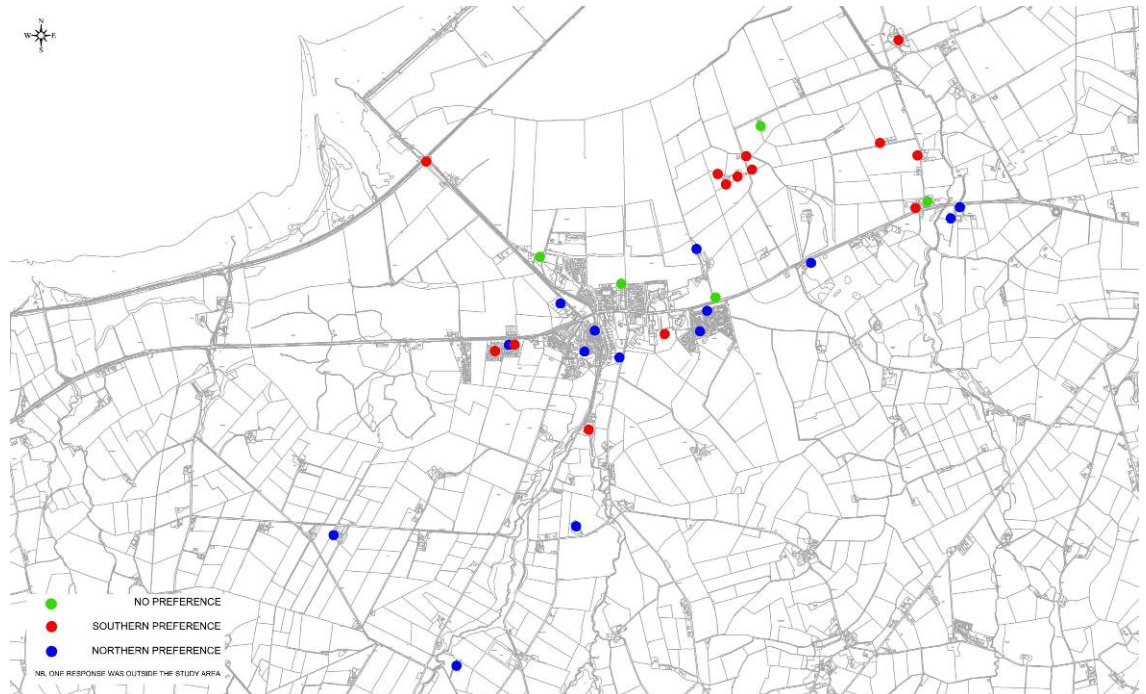 N
W E
S
NO PREFERENCE
SOUTHERN PREFERENCE
NORTHERN PREFERENCE
NB, ONE RESPONSE WAS OUTSIDE THE STUDY AREA